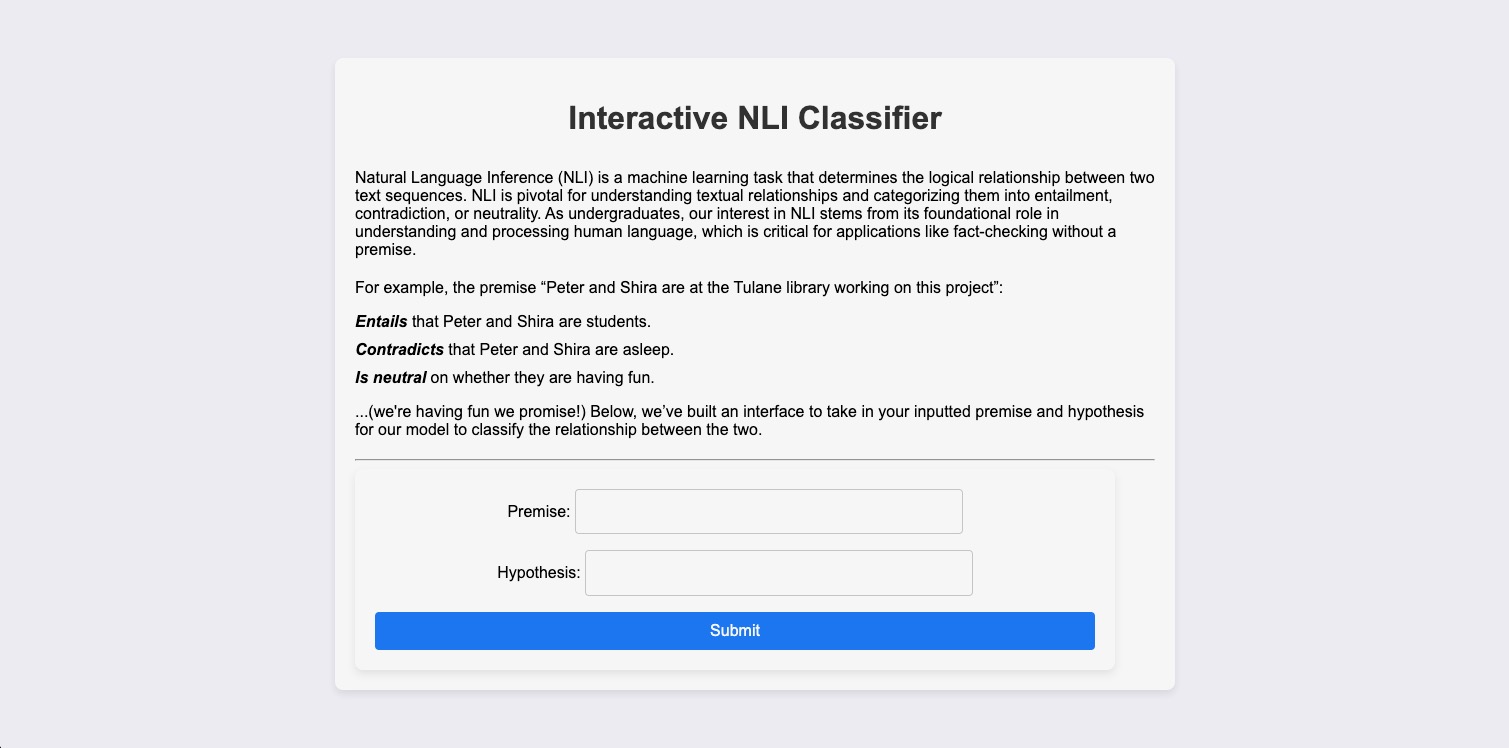 Interactive NLI Classifier
Natural Language Inference (NLI) is a machine learning task that determines the logical relationship between two
text sequences. NLI is pivotal for understanding textual relationships and categorizing them into entailment,
contradiction, or neutrality. As undergraduates, our interest in NLI stems from its foundational role in
understanding and processing human language, which is critical for applications like fact-checking without a
premise.
For example, the premise “Peter and Shira are at the Tulane library working on this project”:
Entails that Peter and Shira are students.
Contradicts that Peter and Shira are asleep.
Is neutral on whether they are having fun.
...(we're having fun we promise!) Below, we’ve built an interface to take in your inputted premise and hypothesis
for our model to classify the relationship between the two.
Premise:
Hypothesis:
Submit